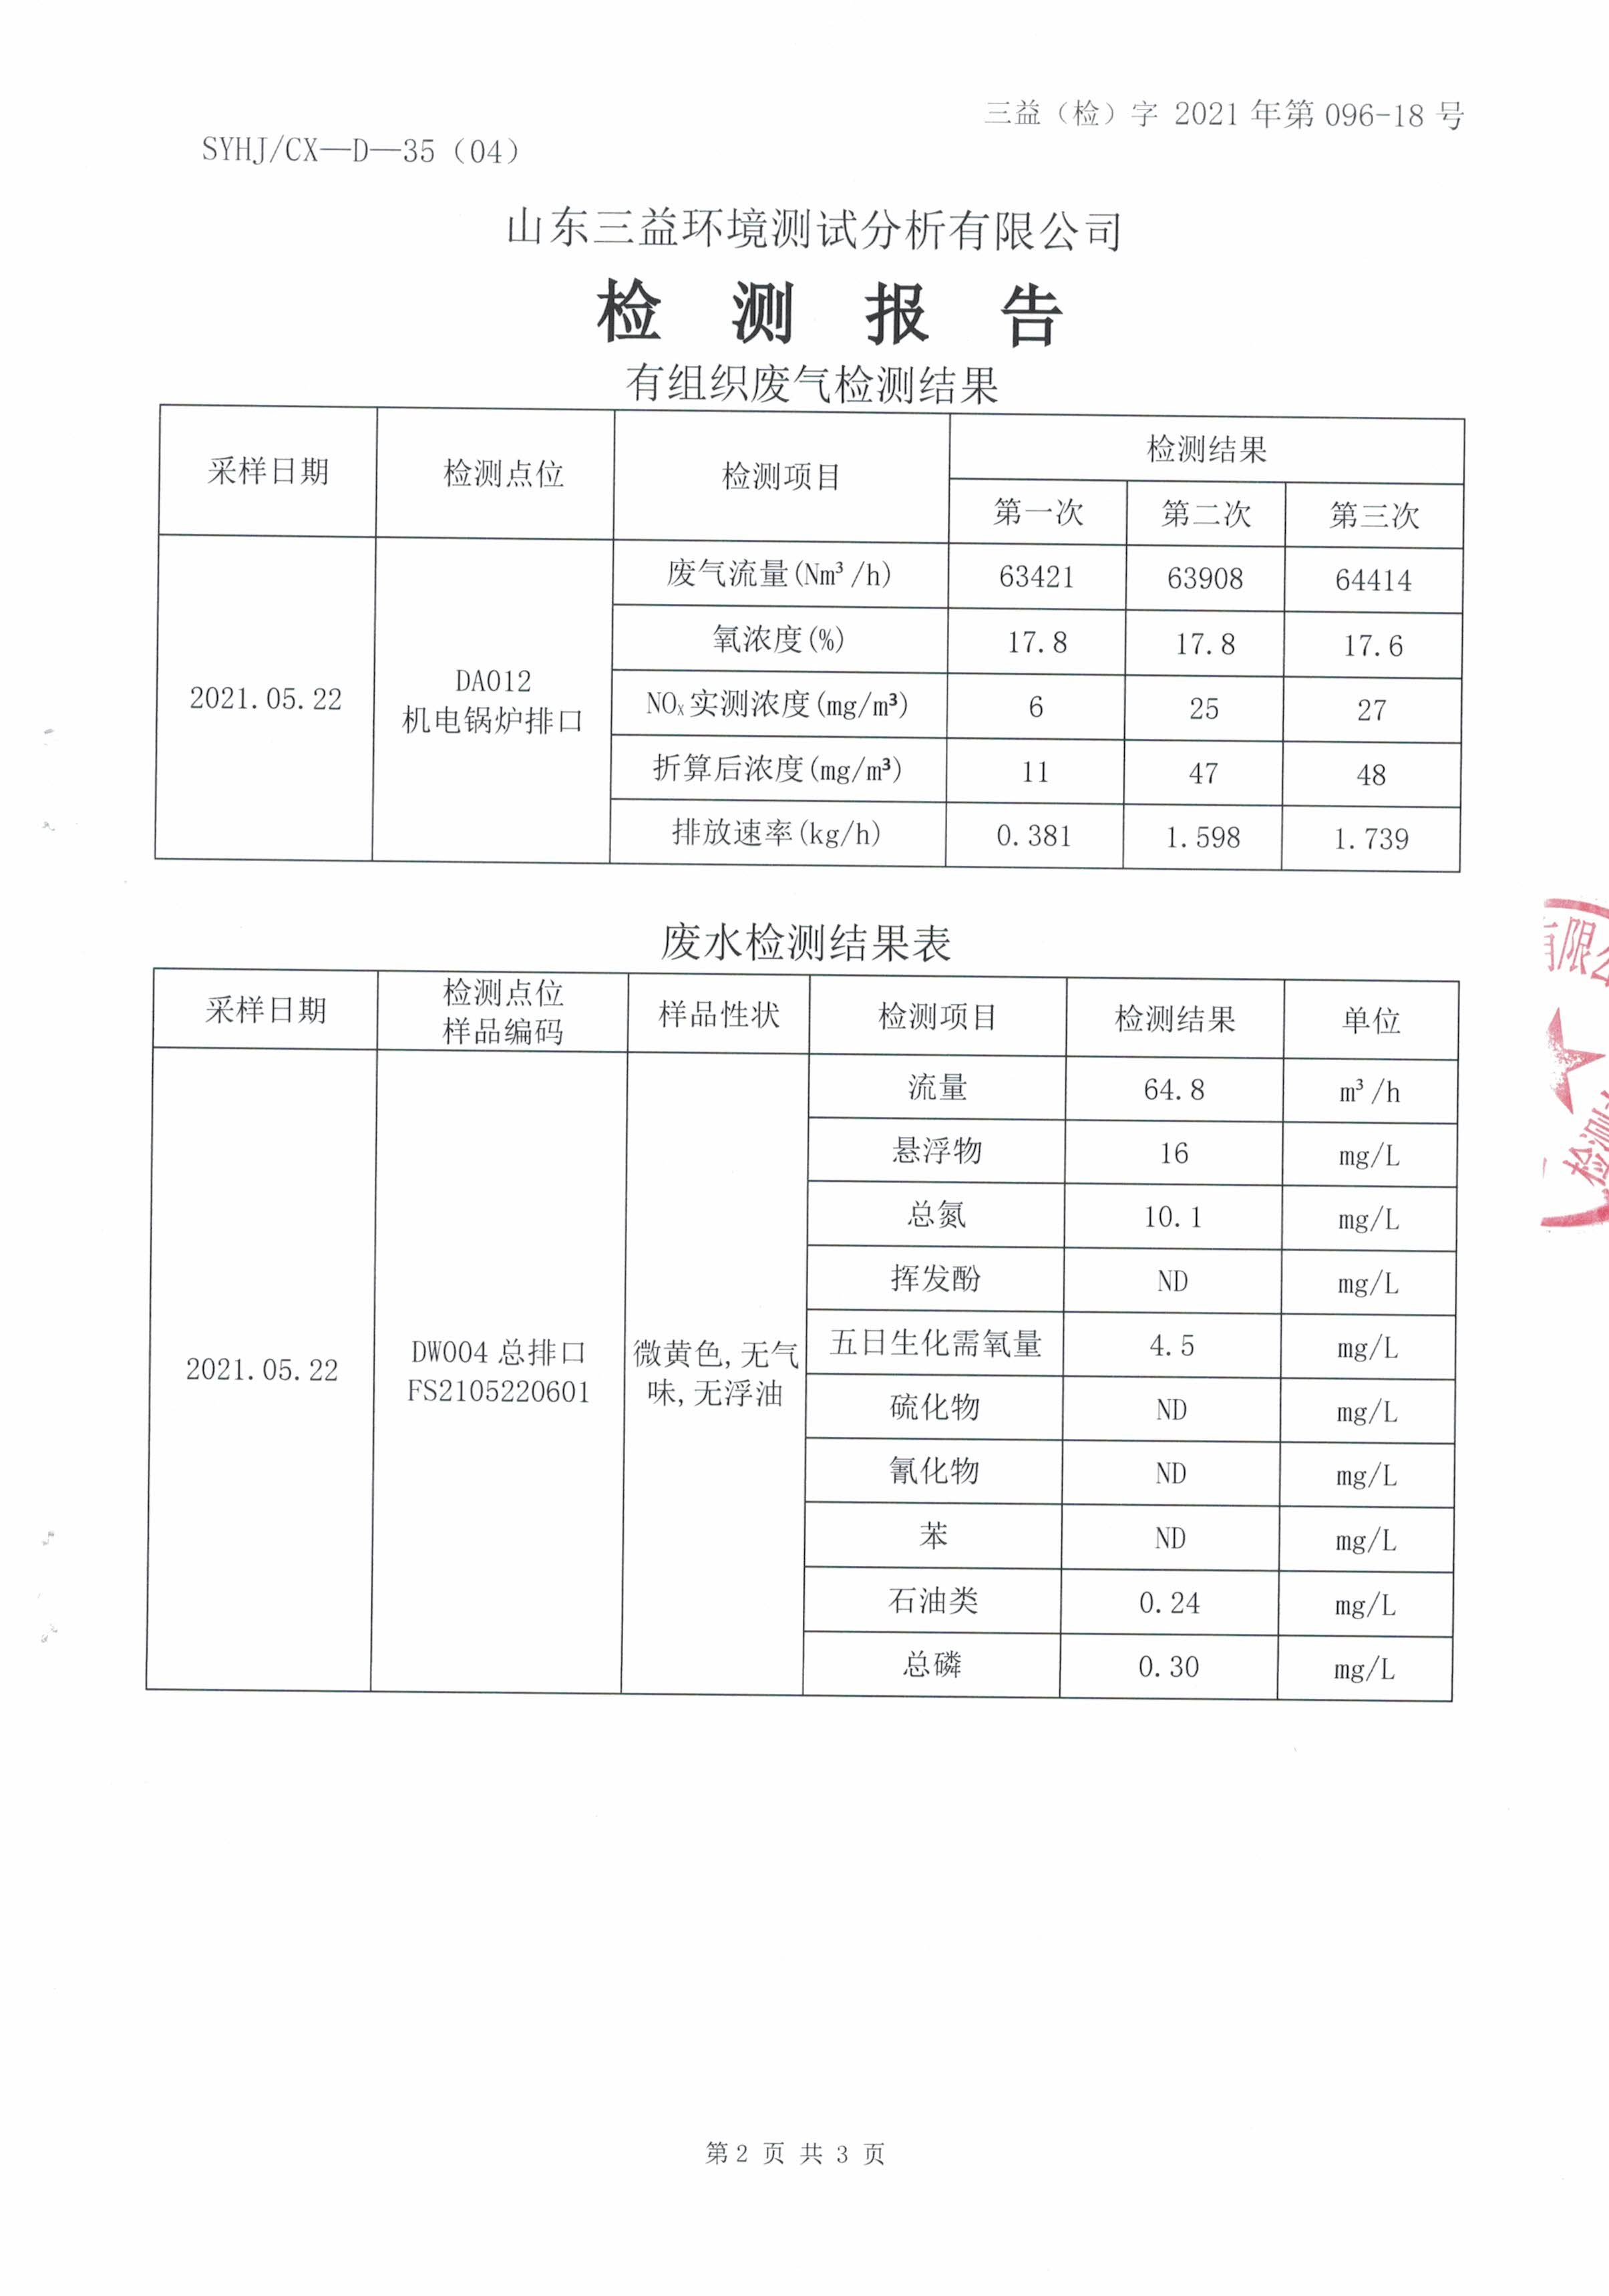 三益（检）字 2021 年第 096-18 号
SYHJ/CX—D—35（04）
山东三益环境测试分析有限公司
检 测 报 告
有组织废气检测结果
采样日期 检测点位 检测项目 检测结果
第一次 第二次 第三次
2021.05.22
DA012
机电锅炉排口
废气流量(Nm³/h) 63421 63908 64414
氧浓度(%) 17.8 17.8 17.6
NOₓ实测浓度(mg/m³) 6 25 27
折算后浓度(mg/m³) 11 47 48
排放速率(kg/h) 0.381 1.598 1.739
废水检测结果表
采样日期 检测点位 样品性状 检测项目 检测结果 单位
样品编码
2021.05.22
DW004 总排口
FS2105220601
微黄色,无气
味,无浮油
流量 64.8 m³/h
悬浮物 16 mg/L
总氮 10.1 mg/L
挥发酚 ND mg/L
五日生化需氧量 4.5 mg/L
硫化物 ND mg/L
氰化物 ND mg/L
苯 ND mg/L
石油类 0.24 mg/L
总磷 0.30 mg/L
有限
检测
第 2 页 共 3 页